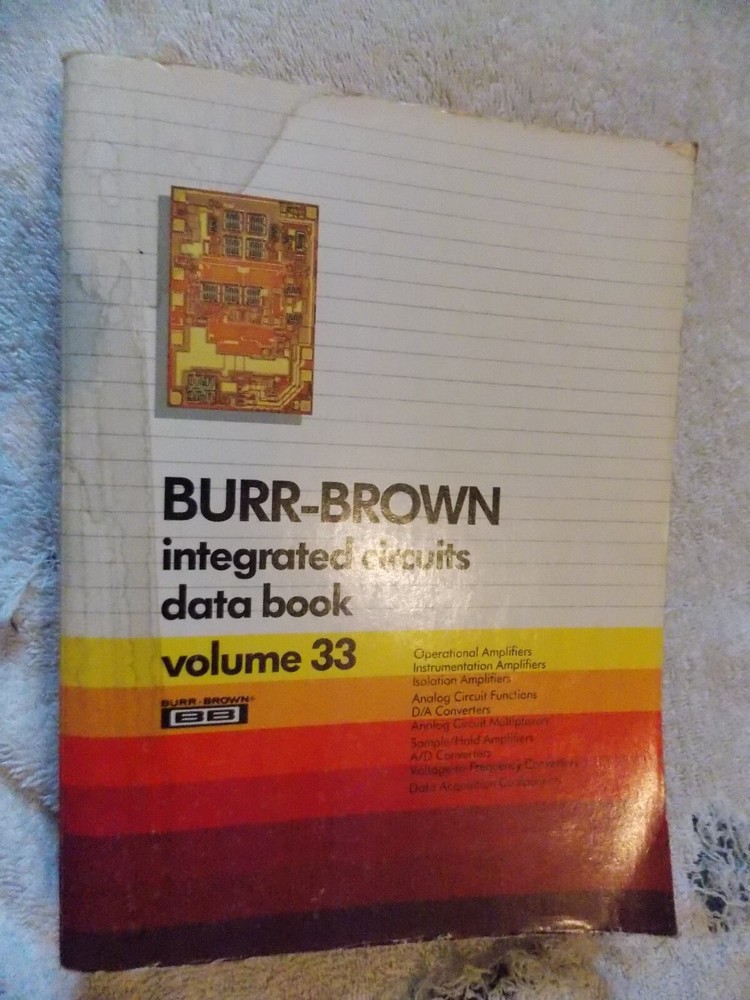 BURR-BROWN
integrated circuits
data book
volume 33
BURR-BROWN®
BB
Operational Amplifiers
Instrumentation Amplifiers
Isolation Amplifiers
Analog Circuit Functions
D/A Converters
Analog Circuit Multiplexers
Sample/Hold Amplifiers
A/D Converters
Voltage-to-Frequency Converters
Data Acquisition Components